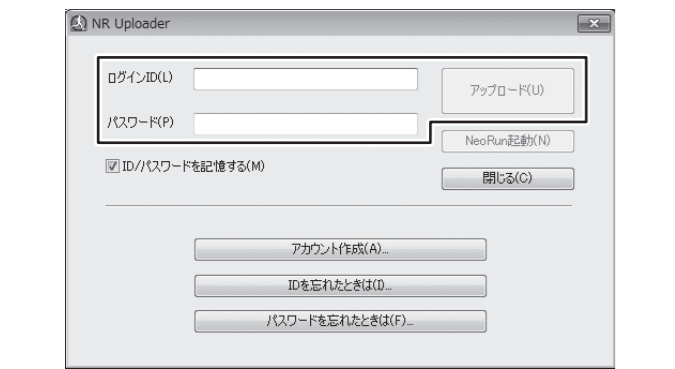 NR Uploader
ログインID(L)
アップロード(U)
パスワード(P)
NeoRun起動(N)
ID/パスワードを記憶する(M)
閉じる(C)
アカウント作成(A)...
IDを忘れたときは(I)...
パスワードを忘れたときは(F)...